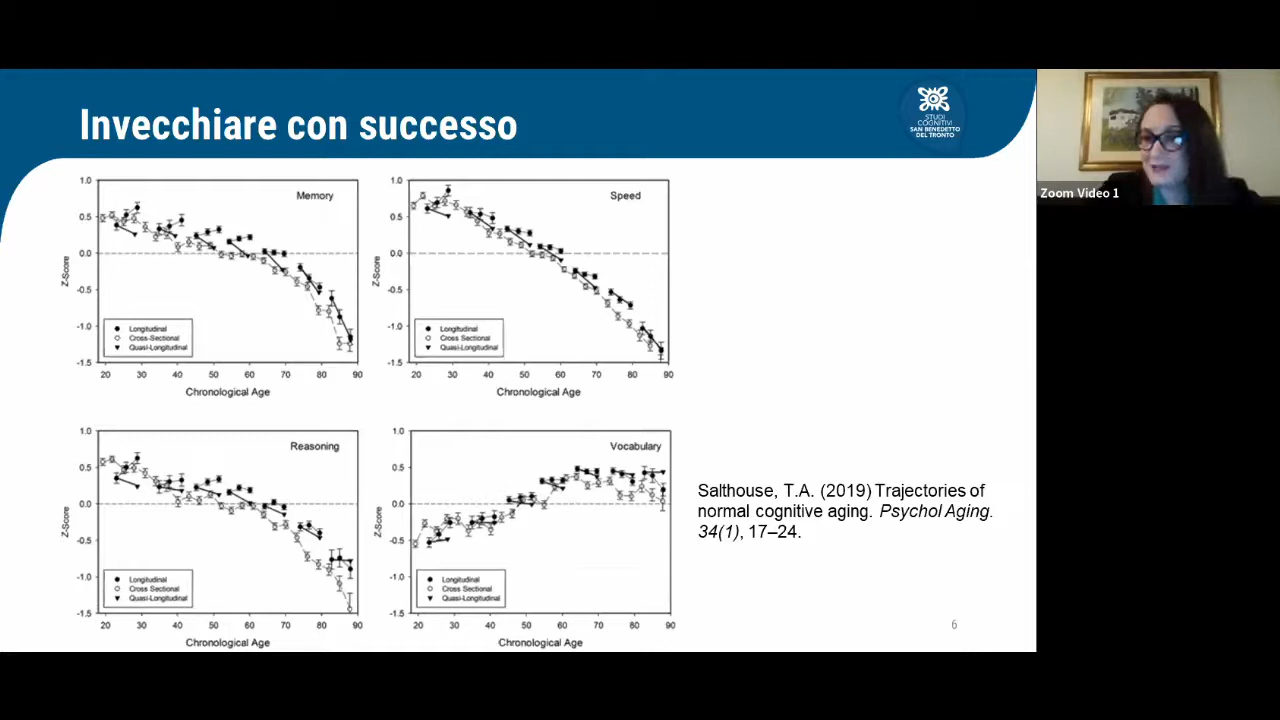 Invecchiare con successo
STUDI
COGNITIVI
SAN BENEDETTO
DEL TRONTO
Zoom Video 1
1.0
0.5
0.0
-0.5
-1.0
-1.5
Z-Score
Memory
Longitudinal
Cross-Sectional
Quasi-Longitudinal
20 30 40 50 60 70 80 90
Chronological Age
1.0
0.5
0.0
-0.5
-1.0
-1.5
Z-Score
Speed
Longitudinal
Cross Sectional
Quasi-Longitudinal
20 30 40 50 60 70 80 90
Chronological Age
1.0
0.5
0.0
-0.5
-1.0
-1.5
Z-Score
Reasoning
Longitudinal
Cross Sectional
Quasi-Longitudinal
20 30 40 50 60 70 80 90
Chronological Age
1.0
0.5
0.0
-0.5
-1.0
-1.5
Z-Score
Vocabulary
Longitudinal
Cross Sectional
Quasi-Longitudinal
20 30 40 50 60 70 80 90
Chronological Age
Salthouse, T.A. (2019) Trajectories of
normal cognitive aging. Psychol Aging.
34(1), 17–24.
6